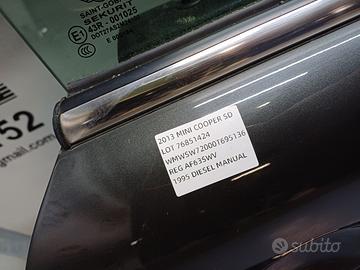 SAINT-GOBAIN
SEKURIT
43R-001025
52
2013 MINI COOPER SD
LOT 76851424
WMWSW72000T695136
REG AF63SWV
1995 DIESEL MANUAL
subito